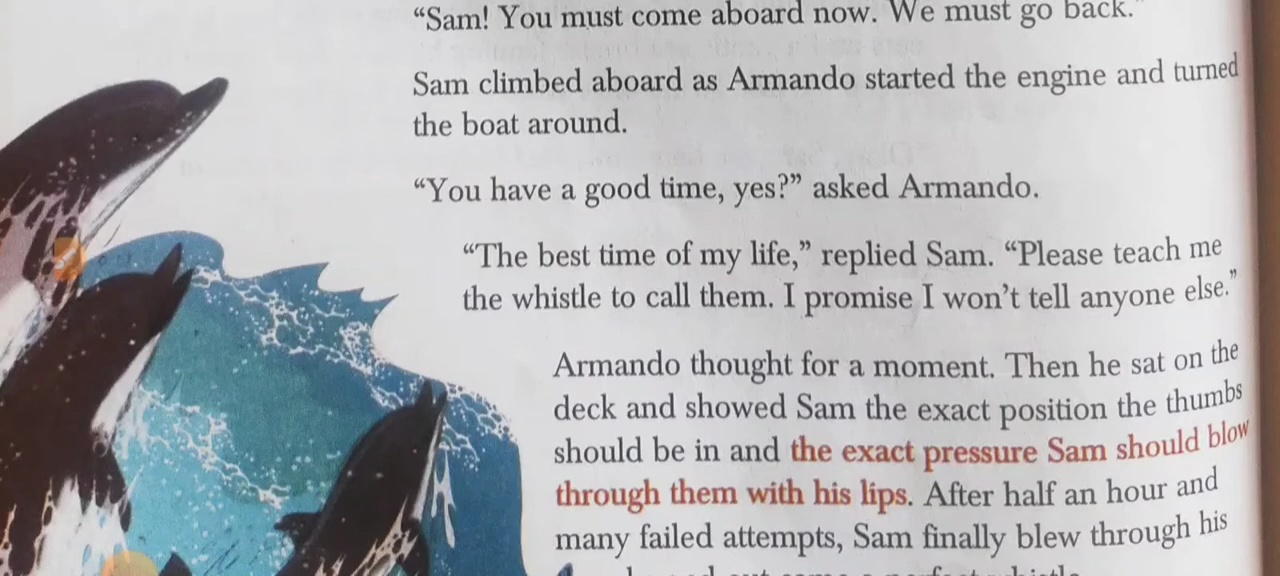 “Sam! You must come aboard now. We must go back.”
Sam climbed aboard as Armando started the engine and turned
the boat around.
“You have a good time, yes?” asked Armando.
“The best time of my life,” replied Sam. “Please teach me
the whistle to call them. I promise I won’t tell anyone else.”
Armando thought for a moment. Then he sat on the
deck and showed Sam the exact position the thumbs
should be in and the exact pressure Sam should blow
through them with his lips. After half an hour and
many failed attempts, Sam finally blew through his